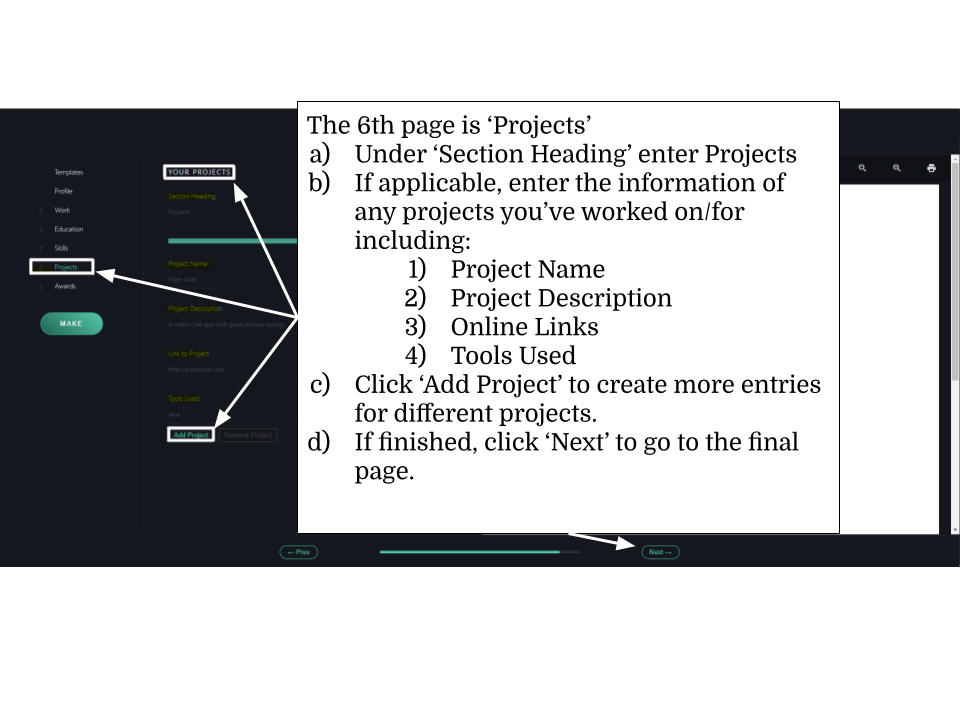 The 6th page is ‘Projects’
a) Under ‘Section Heading’ enter Projects
b) If applicable, enter the information of
any projects you’ve worked on/for
including:
1) Project Name
2) Project Description
3) Online Links
4) Tools Used
c) Click ‘Add Project’ to create more entries
for different projects.
d) If finished, click ‘Next’ to go to the final
page.
Templates
Profile
Work
Education
Skills
Projects
Awards
MAKE
YOUR PROJECTS
Section Heading
Projects
Project Name
Piper Chat
Project Description
A video chat app with great picture quality.
Link to Project
http://piperchat.com
Tools Used
Java
Add Project
Remove Project
← Prev
Next →